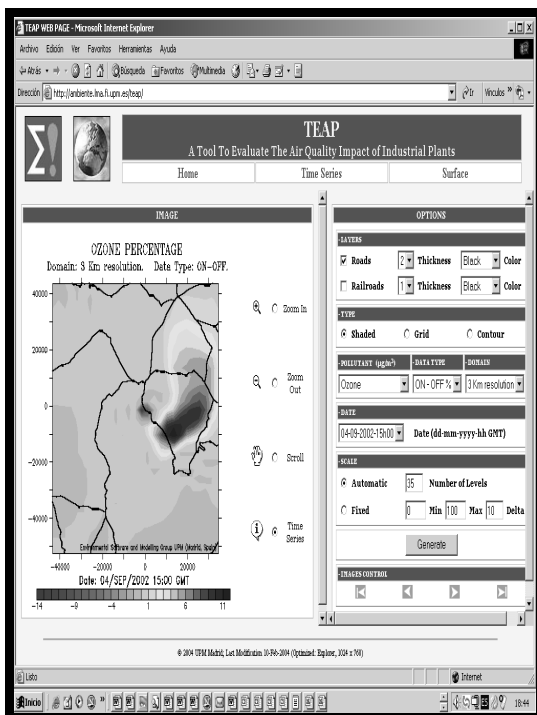 TEAP WEB PAGE - Microsoft Internet Explorer
Archivo Edición Ver Favoritos Herramientas Ayuda
Atrás Búsqueda Favoritos Multimedia
Dirección http://ambiente.lma.fi.upm.es/teap/ Ir Vínculos »
TEAP
A Tool To Evaluate The Air Quality Impact of Industrial Plants
Home Time Series Surface
IMAGE
OZONE PERCENTAGE
Domain: 3 Km resolution. Data Type: ON-OFF.
40000
20000
0
-20000
-40000
Environmental Software and Modelling Group UPM (Madrid, Spain)
-40000 -20000 0 20000
Date: 04/SEP/2002 15:00 GMT
-14 -9 -4 1 6 11
Zoom In
Zoom Out
Scroll
Time Series
OPTIONS
-LAYERS
Roads 2 Thickness Black Color
Railroads 1 Thickness Black Color
-TYPE
Shaded Grid Contour
-POLLUTANT (µg/m³) -DATA TYPE -DOMAIN
Ozone ON - OFF % 3 Km resolution
-DATE
04-09-2002-15h00 Date (dd-mm-yyyy-hh GMT)
-SCALE
Automatic 35 Number of Levels
Fixed 0 Min 100 Max 10 Delta
Generate
-IMAGES CONTROL
© 2004 UPM Madrid, Last Modification 10-Feb-2004 (Optimized: Explorer, 1024 x 760)
Listo Internet
Inicio » ES 18:44